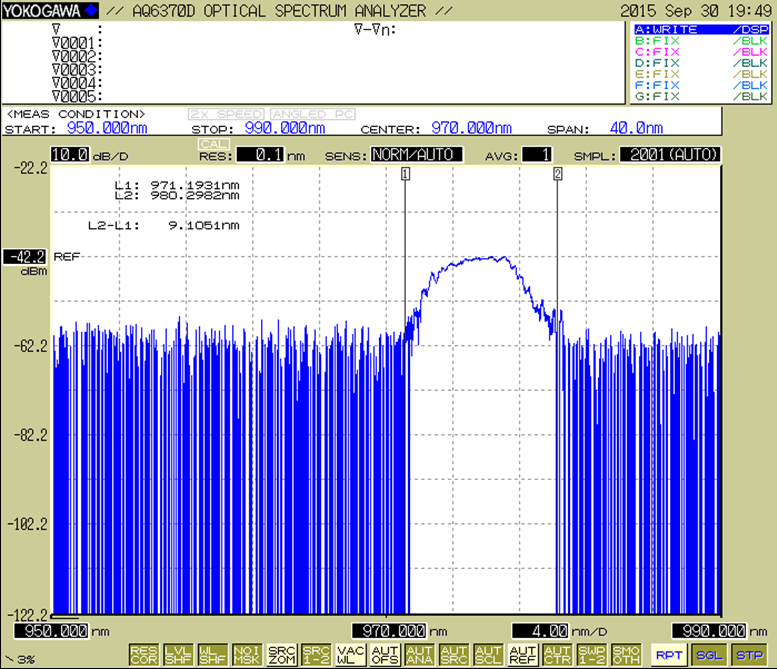 YOKOGAWA ◆ // AQ6370D OPTICAL SPECTRUM ANALYZER // 2015 Sep 30 19:49
∇ : ∇-∇n:
∇0001:
∇0002:
∇0003:
∇0004:
∇0005:
A:WRITE /DSP
B:FIX /BLK
C:FIX /BLK
D:FIX /BLK
E:FIX /BLK
F:FIX /BLK
G:FIX /BLK
<MEAS CONDITION> 2x SPEED ANGLED PC
START: 950.000nm STOP: 990.000nm CENTER: 970.000nm SPAN: 40.0nm
CAL
10.0 dB/D RES: 0.1 nm SENS: NORM/AUTO AVG: 1 SMPL: 2001(AUTO)
-22.2
1 2
L1: 971.1931nm
L2: 980.2982nm
L2-L1: 9.1051nm
-42.2 REF
dBm
-62.2
-82.2
-102.2
-122.2
950.000 nm 970.000 nm 4.00 nm/D 990.000 nm
3%
RES COR LVL SHF WL SHF NOI MSK SRC ZOM SRC 1-2 VAC WL AUT OFS AUT ANA AUT SRC AUT SCL AUT REF AUT CTR SWP 1-2 SMO OTH RPT SGL STP